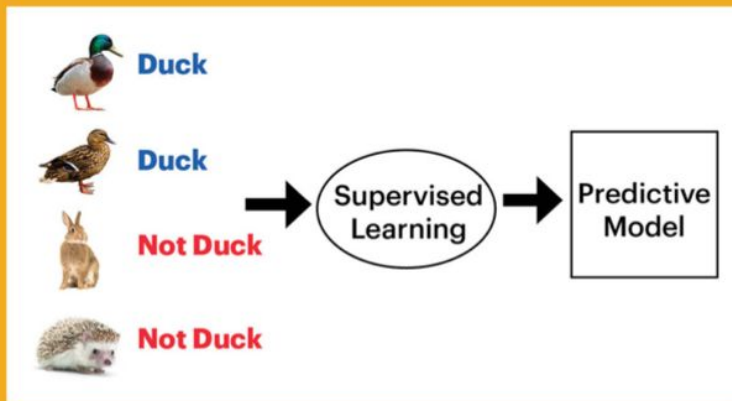 Duck
Duck
Not Duck
Not Duck
Supervised
Learning
Predictive
Model